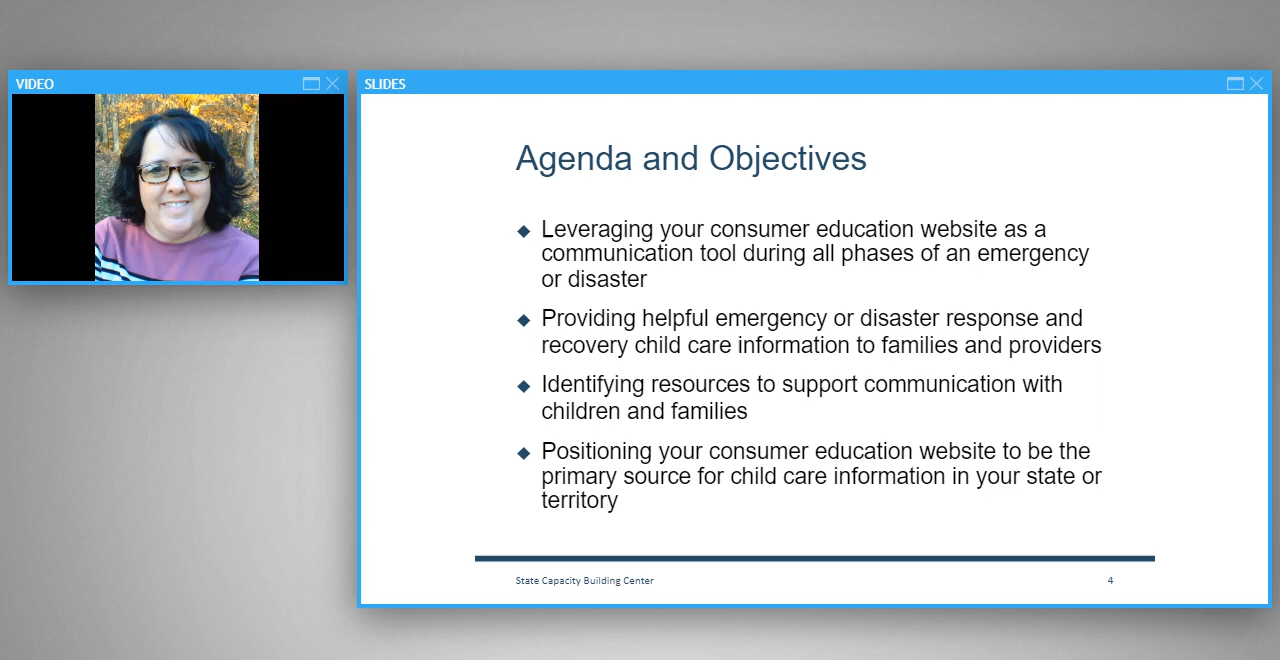 VIDEO
SLIDES
Agenda and Objectives
◆ Leveraging your consumer education website as a
communication tool during all phases of an emergency
or disaster
◆ Providing helpful emergency or disaster response and
recovery child care information to families and providers
◆ Identifying resources to support communication with
children and families
◆ Positioning your consumer education website to be the
primary source for child care information in your state or
territory
State Capacity Building Center
4